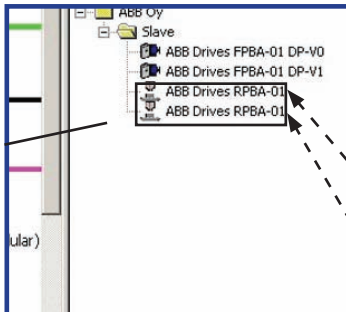 ABB Oy
Slave
ABB Drives FPBA-01 DP-V0
ABB Drives FPBA-01 DP-V1
ABB Drives RPBA-01
ABB Drives RPBA-01
ular)